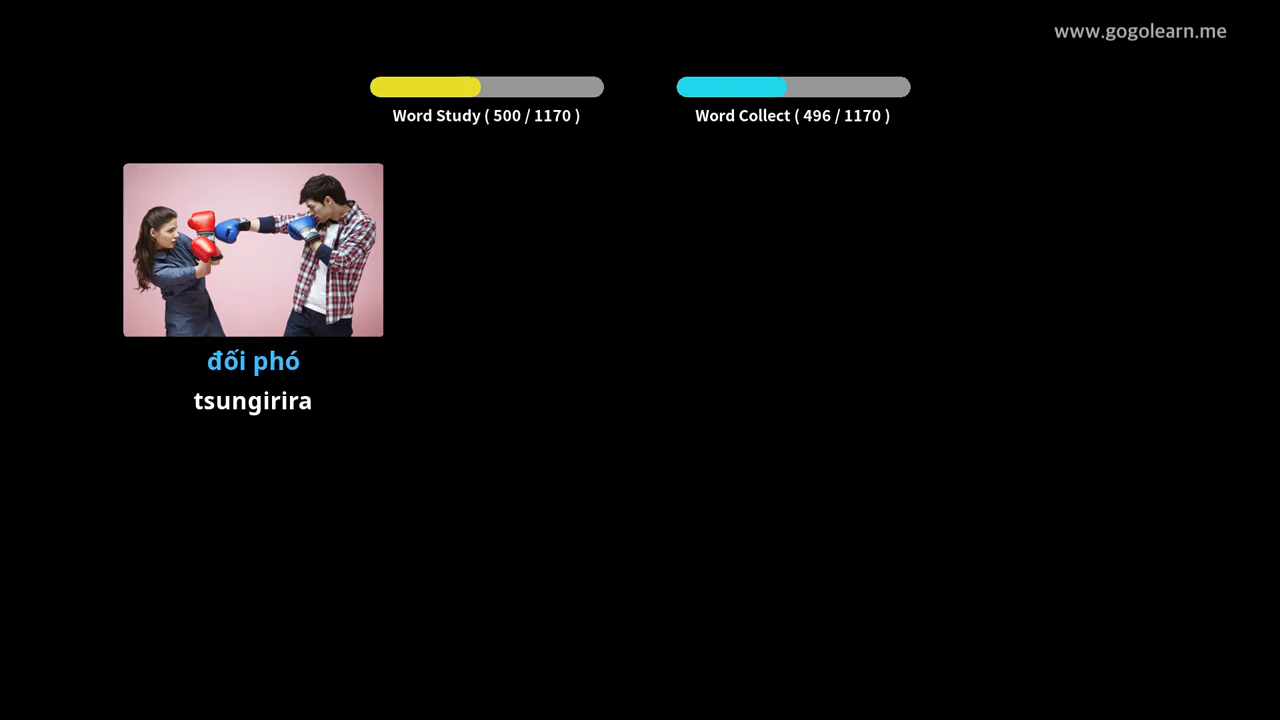 www.gogolearn.me
Word Study ( 500 / 1170 )
Word Collect ( 496 / 1170 )
đối phó
tsungirira